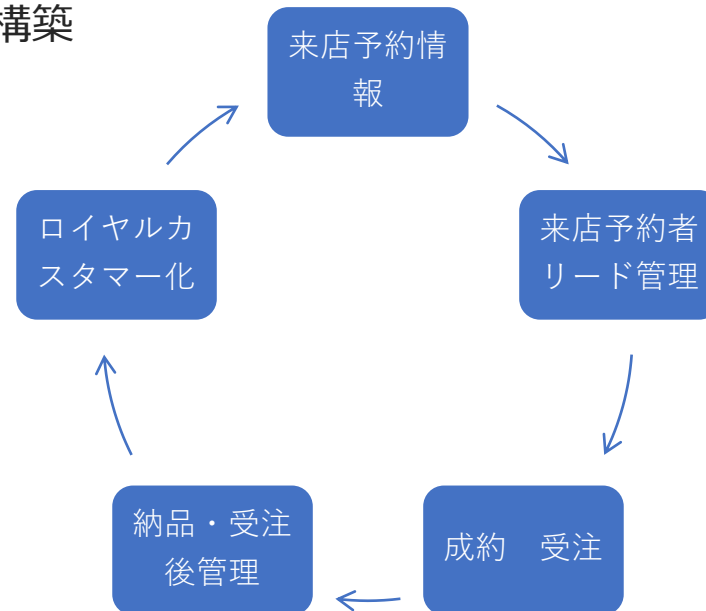 構築
来店予約情
報
ロイヤルカ
スタマー化
来店予約者
リード管理
納品・受注
後管理
成約　受注